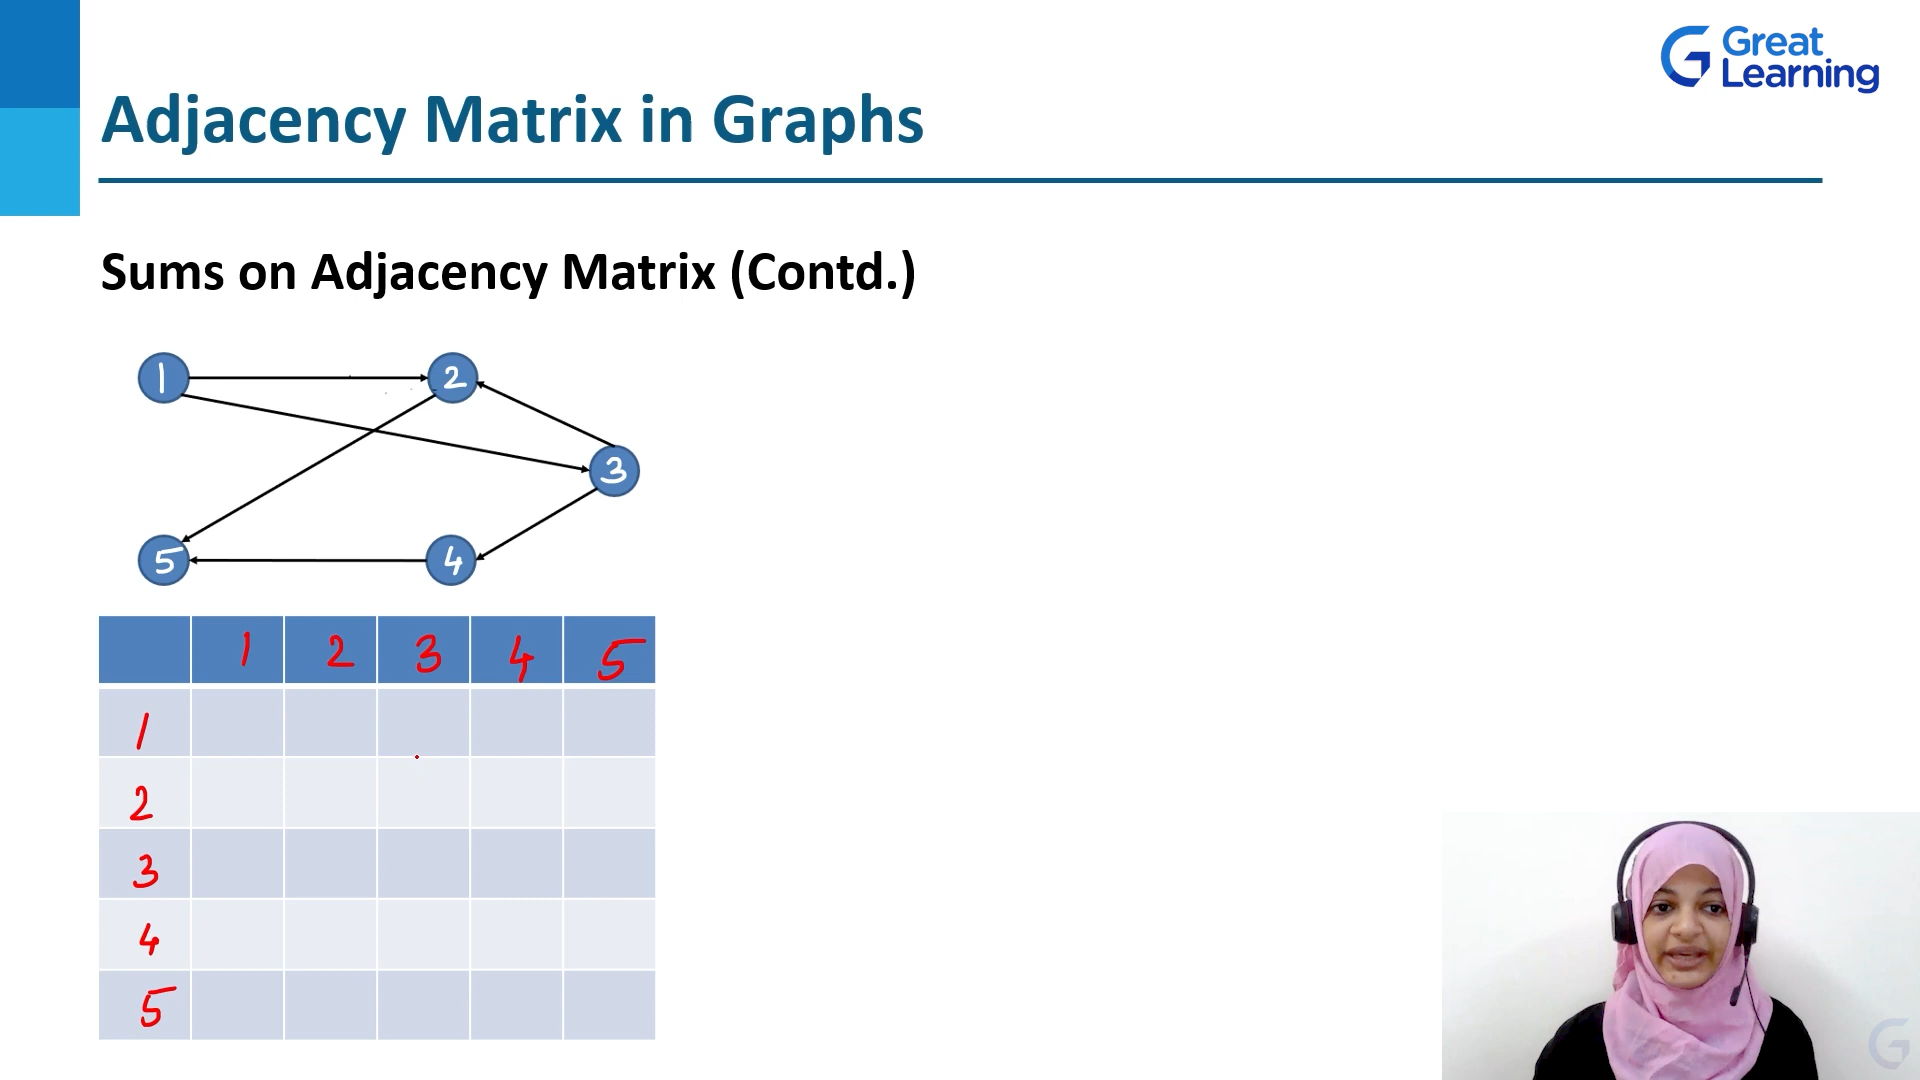 Great
Learning
Adjacency Matrix in Graphs
Sums on Adjacency Matrix (Contd.)
1 2
3
5 4
1 2 3 4 5
1
2
3
4
5